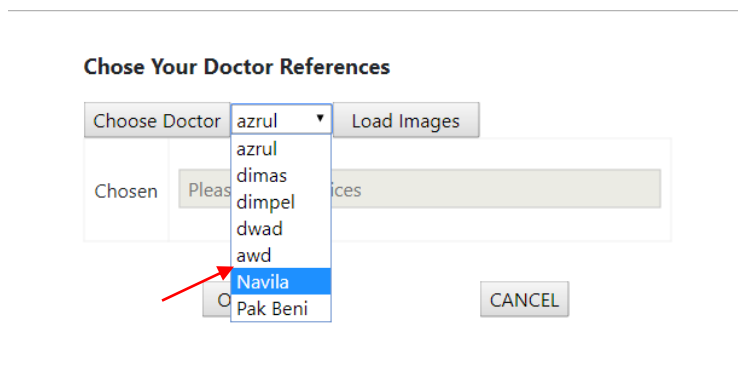 Chose Your Doctor References
Choose Doctor azrul Load Images
azrul
dimas
dimpel
dwad
awd
Navila
Pak Beni
Chosen
CANCEL